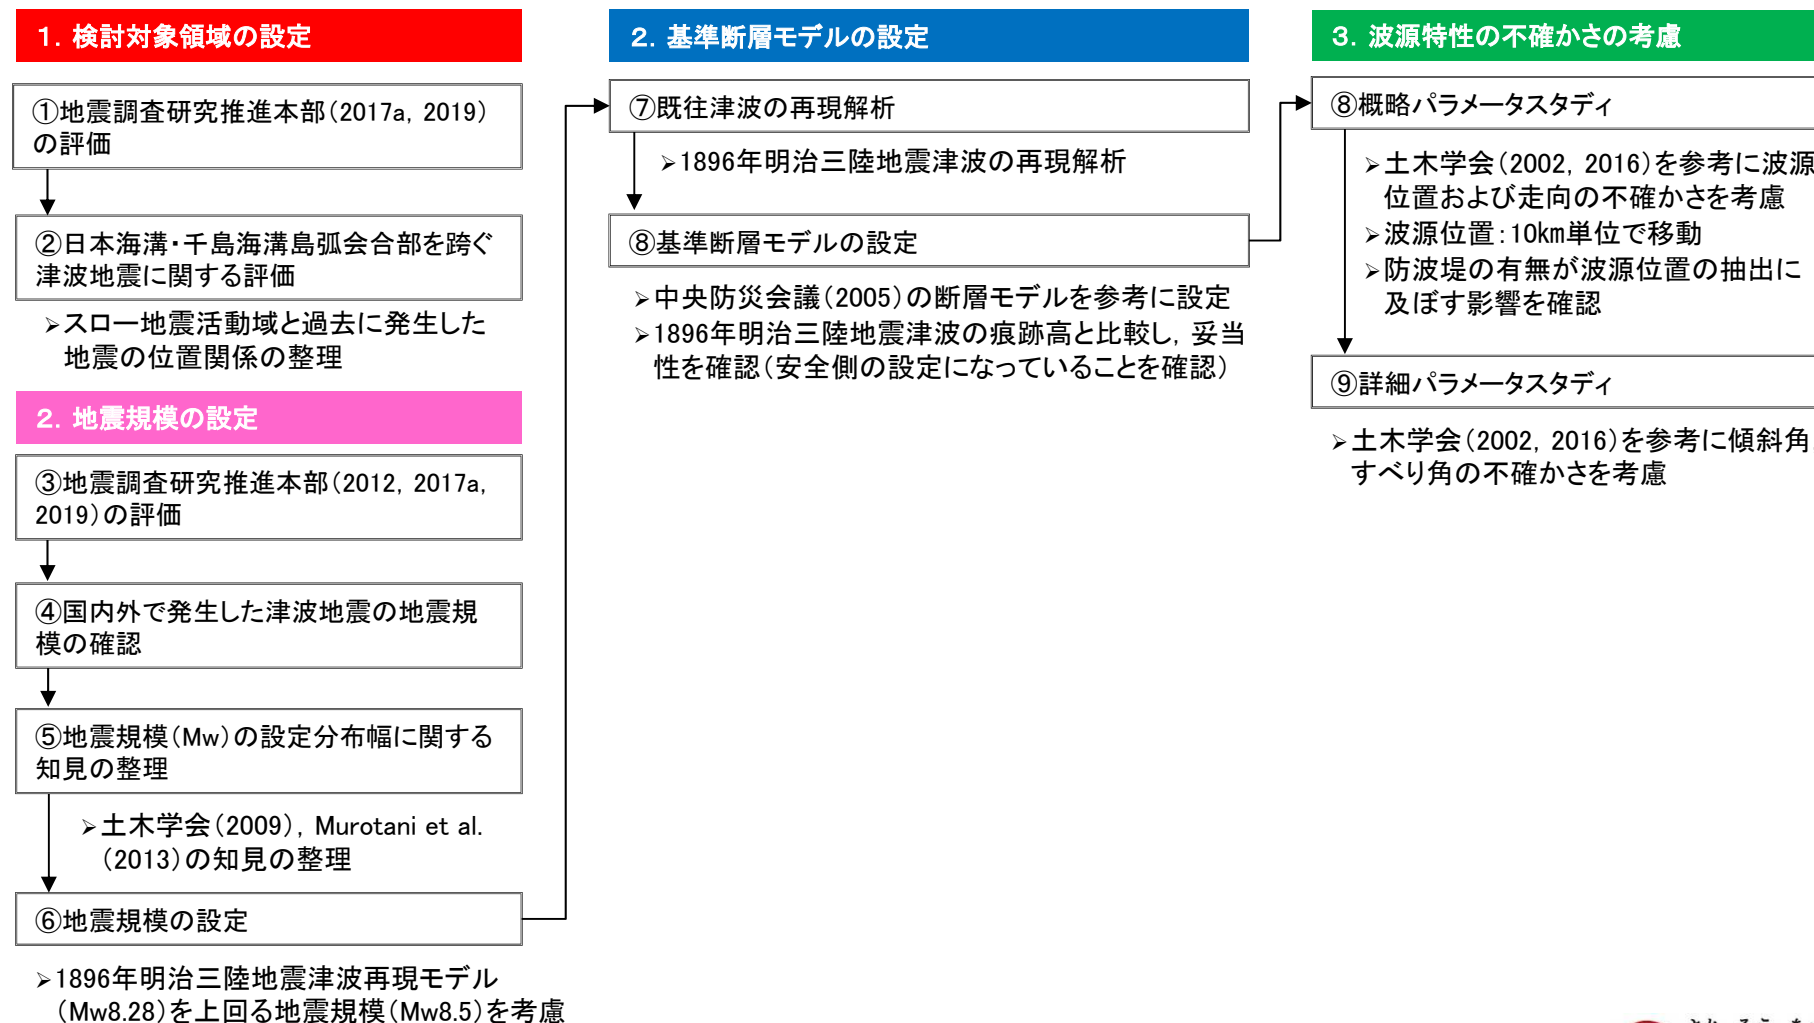 1．検討対象領域の設定
①地震調査研究推進本部（2017a，2019）
の評価
②日本海溝・千島海溝島弧会合部を跨ぐ
津波地震に関する評価
➢スロー地震活動域と過去に発生した
地震の位置関係の整理
2．地震規模の設定
③地震調査研究推進本部（2012，2017a，
2019）の評価
④国内外で発生した津波地震の地震規
模の確認
⑤地震規模（Mw）の設定分布幅に関する
知見の整理
➢土木学会（2009），Murotani et al.
（2013）の知見の整理
⑥地震規模の設定
➢1896年明治三陸地震津波再現モデル
（Mw8.28）を上回る地震規模（Mw8.5）を考慮
2．基準断層モデルの設定
⑦既往津波の再現解析
➢1896年明治三陸地震津波の再現解析
⑧基準断層モデルの設定
➢中央防災会議（2005）の断層モデルを参考に設定
➢1896年明治三陸地震津波の痕跡高と比較し，妥当
性を確認（安全側の設定になっていることを確認）
3．波源特性の不確かさの考慮
⑧概略パラメータスタディ
➢土木学会（2002，2016）を参考に波源
位置および走向の不確かさを考慮
➢波源位置：10km単位で移動
➢防波堤の有無が波源位置の抽出に
及ぼす影響を確認
⑨詳細パラメータスタディ
➢土木学会（2002，2016）を参考に傾斜角
すべり角の不確かさを考慮